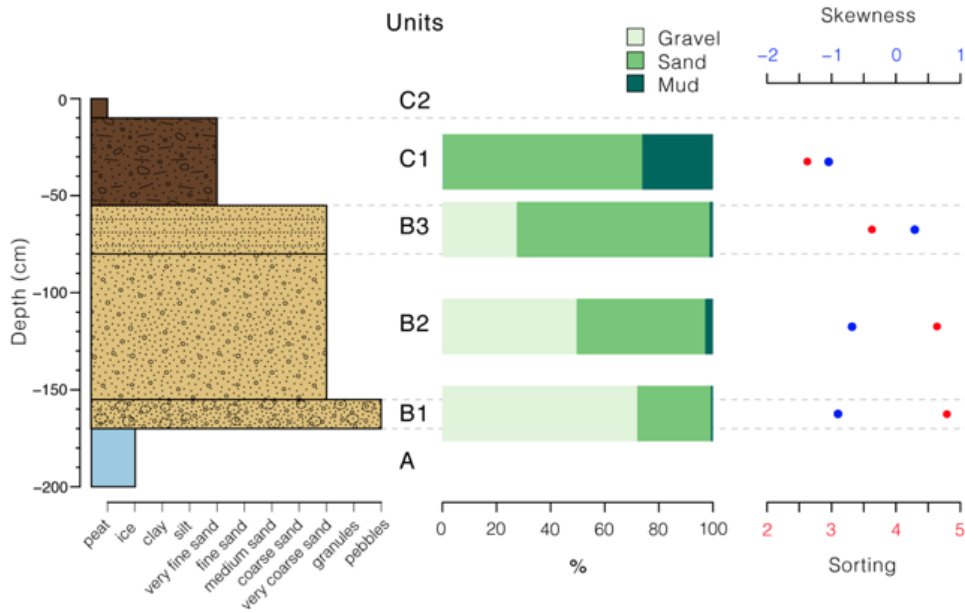 Units
Gravel
Sand
Mud
Skewness
−2 −1 0 1
Depth (cm)
0
−50
−100
−150
−200
C2
C1
B3
B2
B1
A
peat
ice
clay
silt
very fine sand
fine sand
medium sand
coarse sand
very coarse sand
granules
pebbles
0 20 40 60 80 100
%
2 3 4 5
Sorting